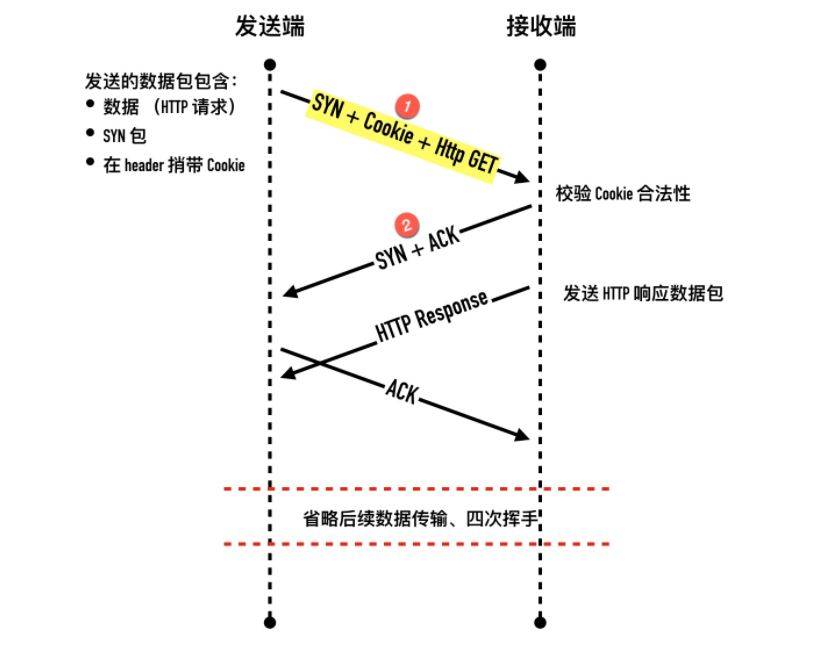 发送端
接收端
发送的数据包包含：
● 数据 （HTTP 请求）
● SYN 包
● 在 header 捎带 Cookie
1
SYN + Cookie + Http GET
校验 Cookie 合法性
2
SYN + ACK
发送 HTTP 响应数据包
HTTP Response
ACK
省略后续数据传输、四次挥手